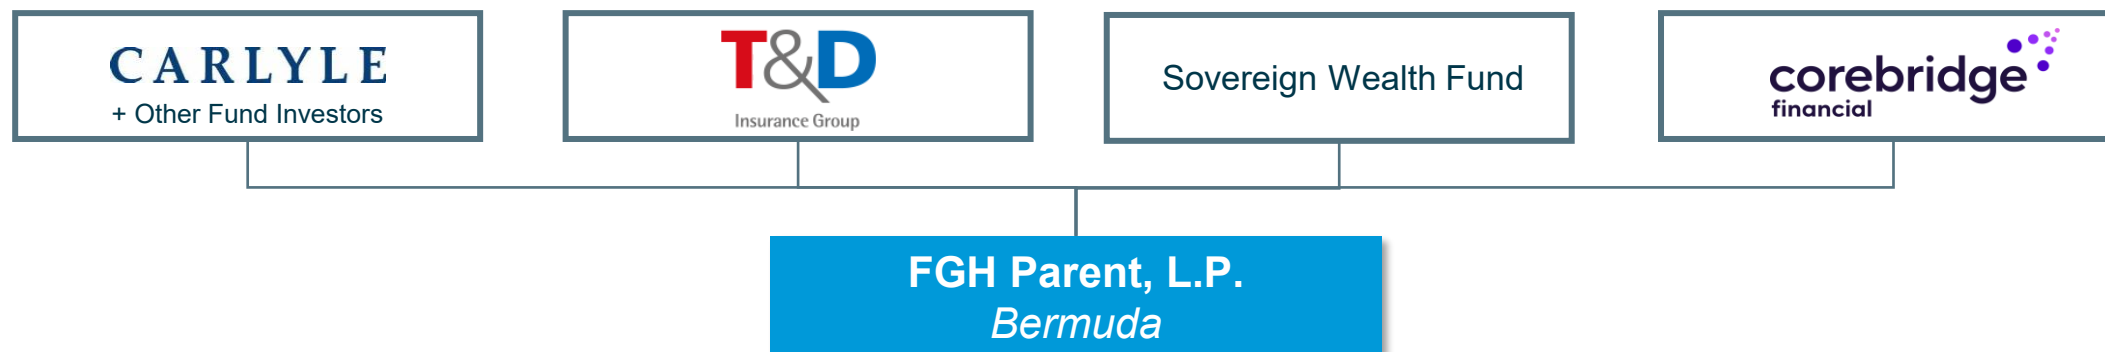 CARLYLE
+ Other Fund Investors
T&D
Insurance Group
Sovereign Wealth Fund
corebridge
financial
FGH Parent, L.P.
Bermuda